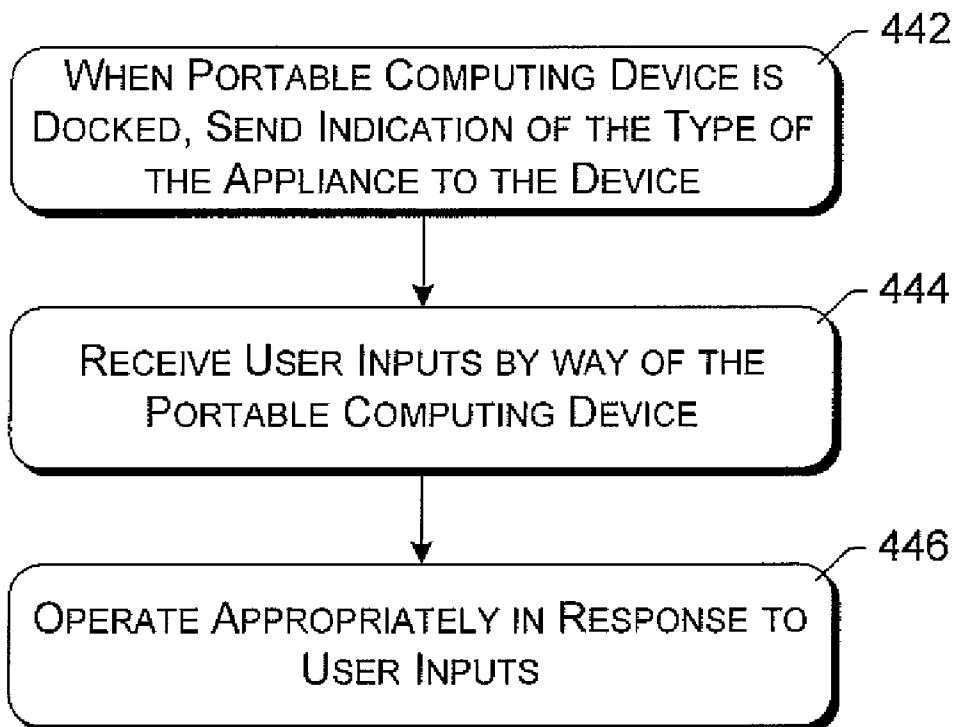 442
WHEN PORTABLE COMPUTING DEVICE IS
DOCKED, SEND INDICATION OF THE TYPE OF
THE APPLIANCE TO THE DEVICE
444
RECEIVE USER INPUTS BY WAY OF THE
PORTABLE COMPUTING DEVICE
446
OPERATE APPROPRIATELY IN RESPONSE TO
USER INPUTS